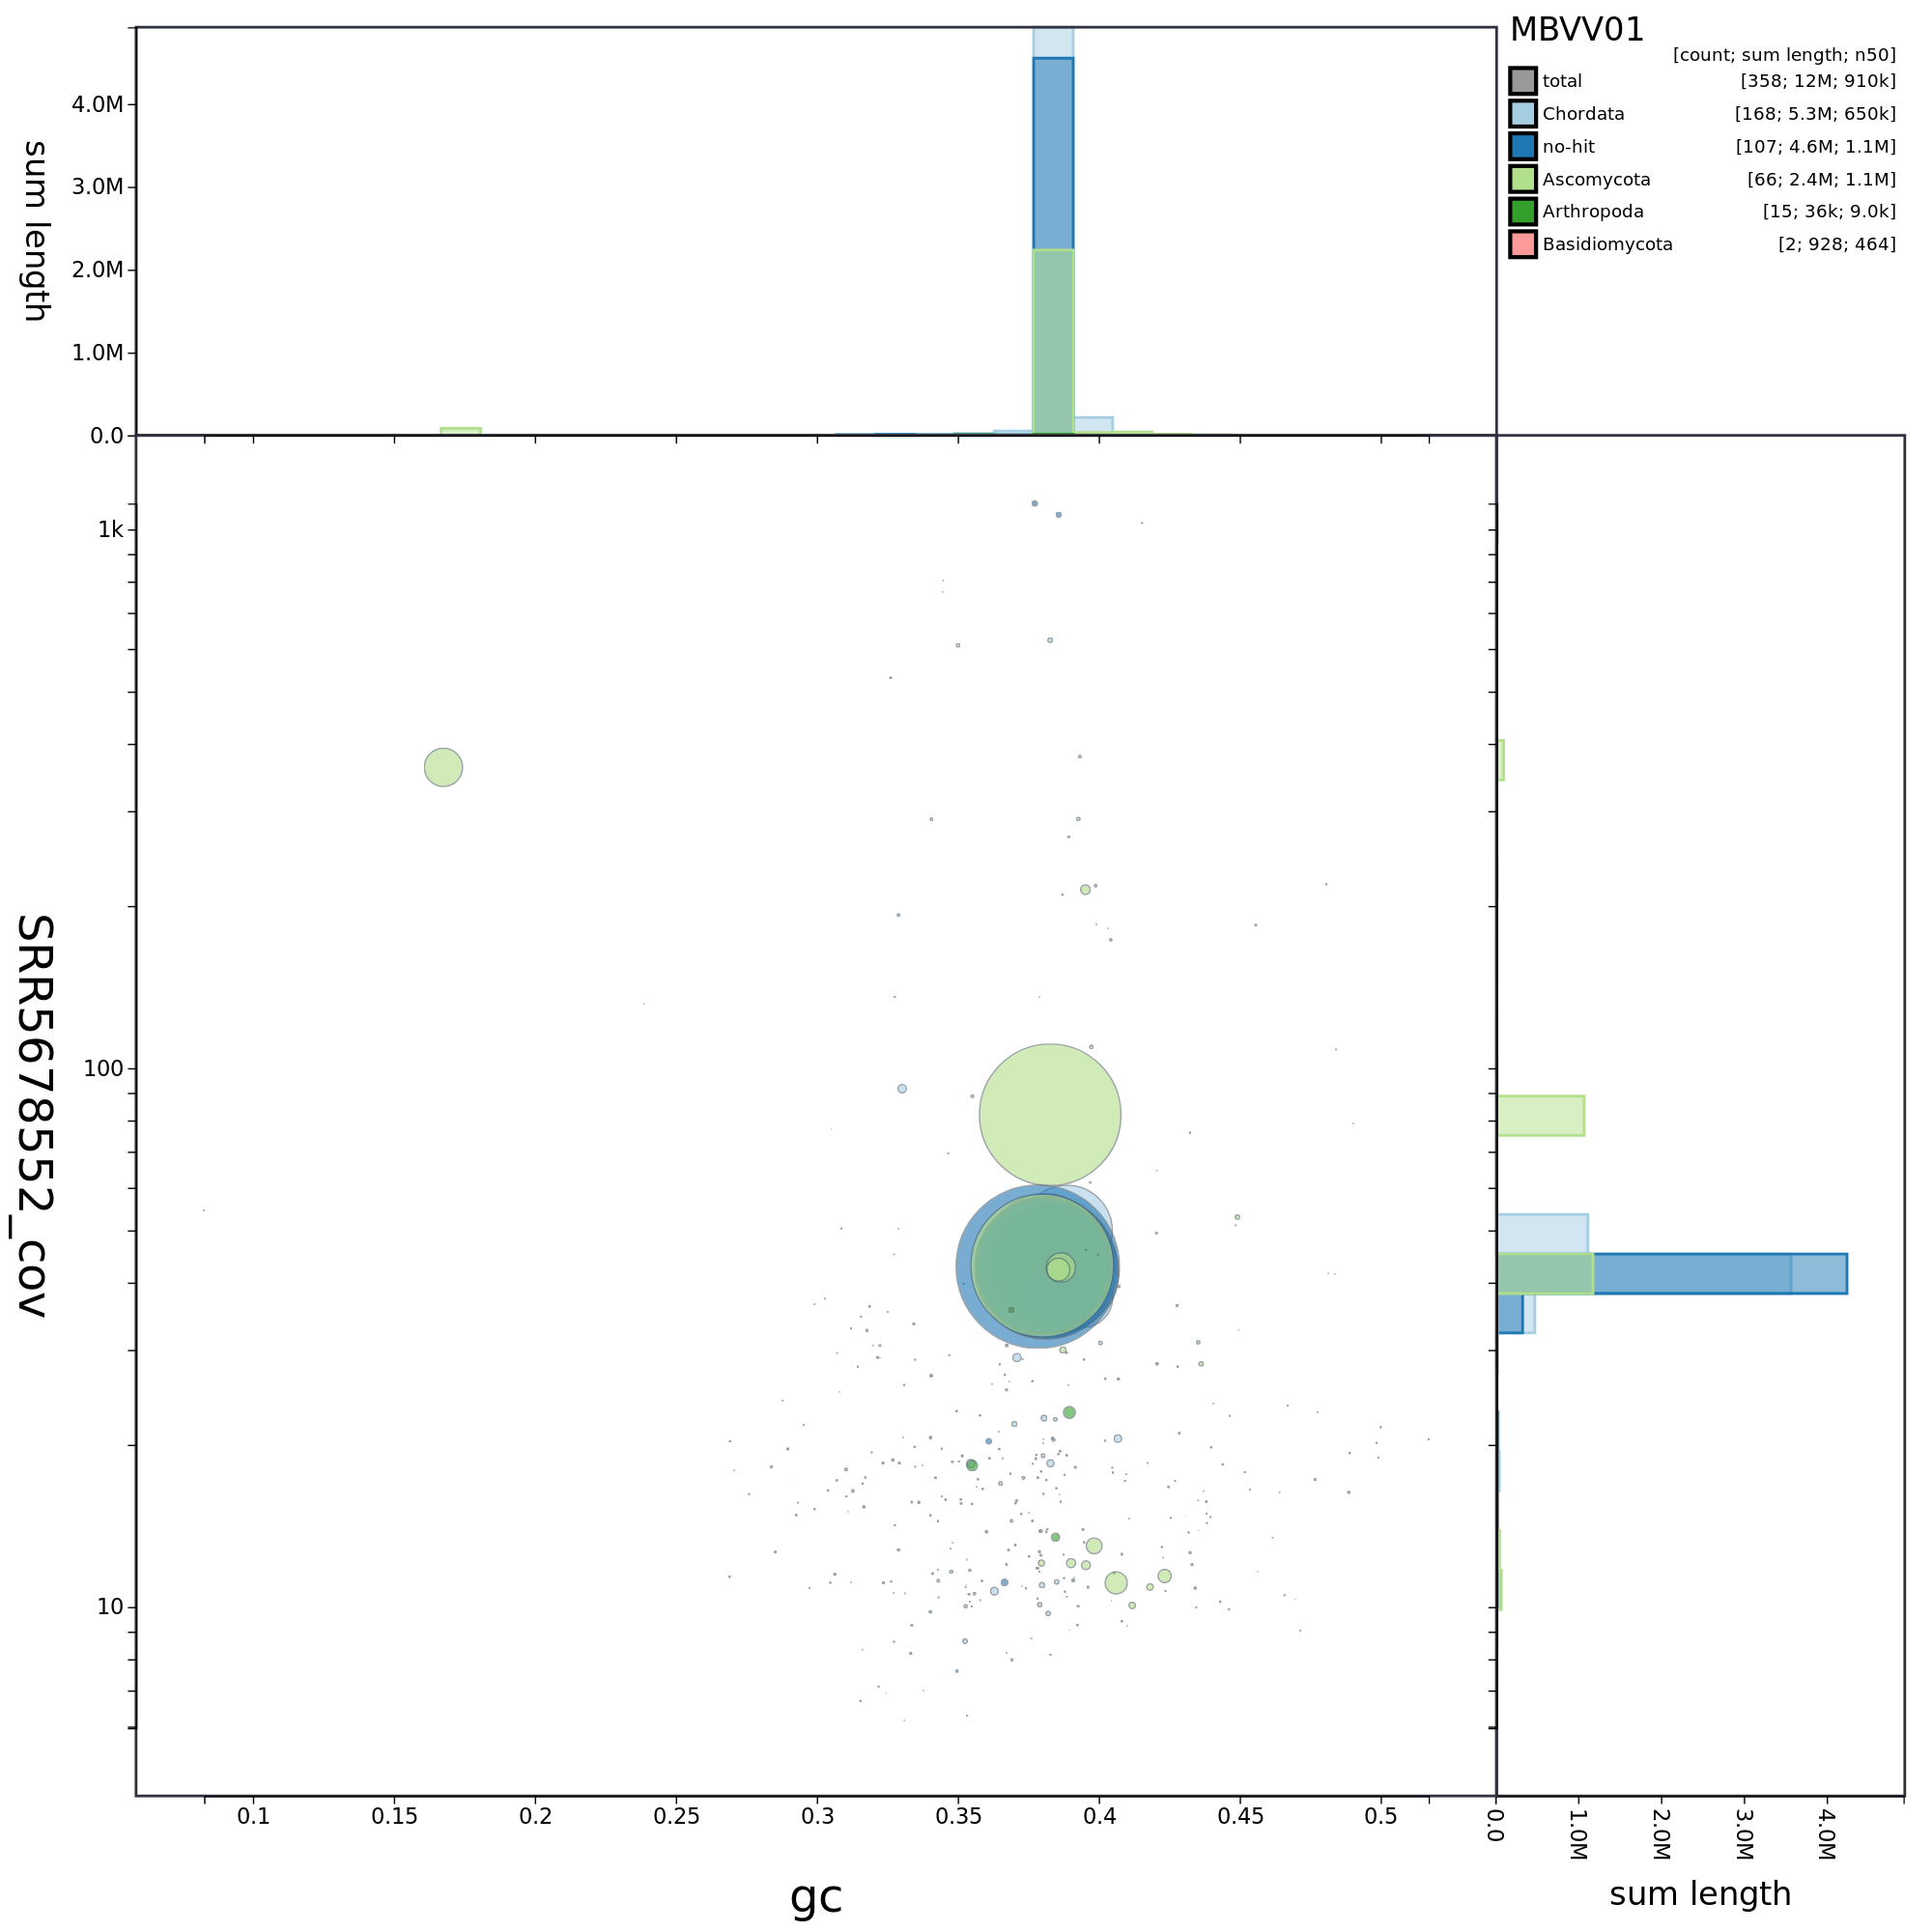 MBVV01
[count; sum length; n50]
total [358; 12M; 910k]
Chordata [168; 5.3M; 650k]
no-hit [107; 4.6M; 1.1M]
Ascomycota [66; 2.4M; 1.1M]
Arthropoda [15; 36k; 9.0k]
Basidiomycota [2; 928; 464]
sum length
4.0M
3.0M
2.0M
1.0M
0.0
SRR5678552_cov
1k
100
10
0.1 0.15 0.2 0.25 0.3 0.35 0.4 0.45 0.5
gc
0.0 1.0M 2.0M 3.0M 4.0M
sum length